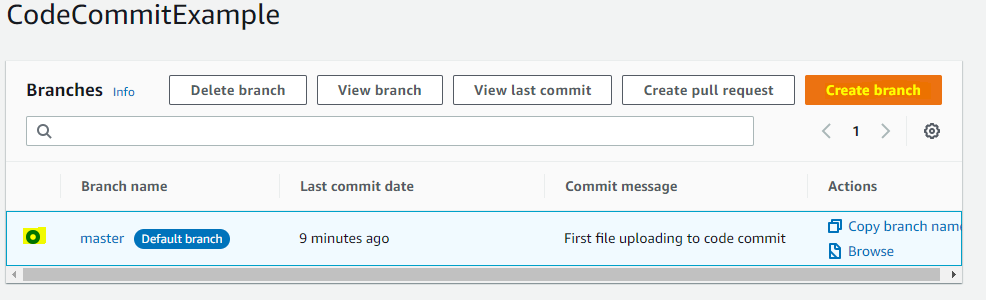 CodeCommitExample
Branches Info Delete branch View branch View last commit Create pull request Create branch
1
Branch name Last commit date Commit message Actions
master Default branch 9 minutes ago First file uploading to code commit Copy branch name
Browse